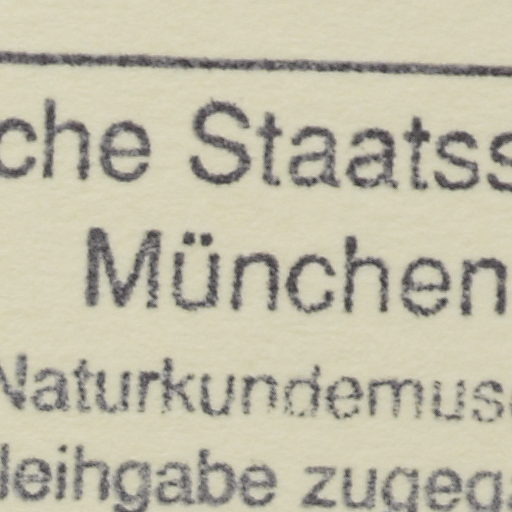 che Staatss
München
Naturkundemus
leihgabe zugeg